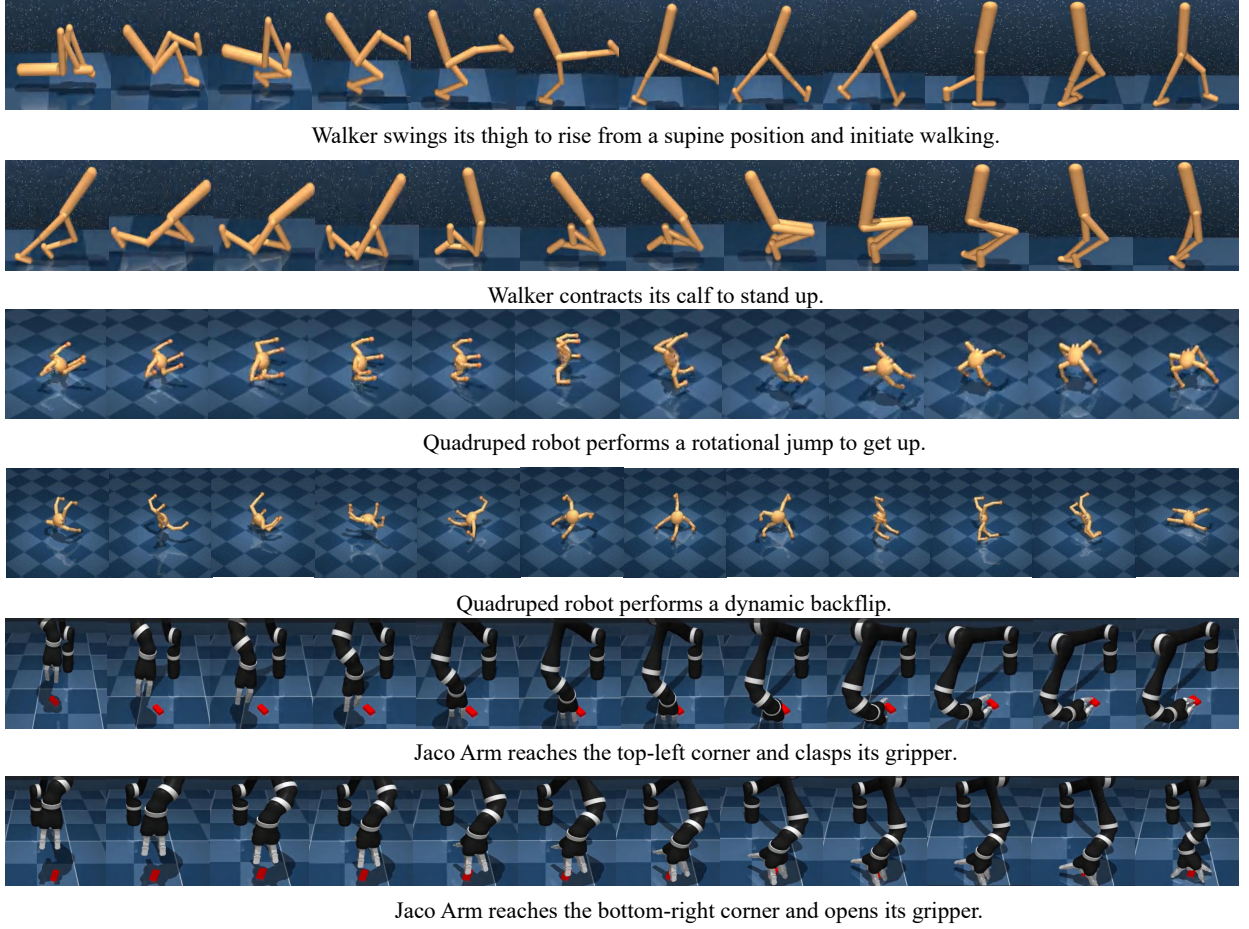 Walker swings its thigh to rise from a supine position and initiate walking.
Walker contracts its calf to stand up.
Quadruped robot performs a rotational jump to get up.
Quadruped robot performs a dynamic backflip.
Jaco Arm reaches the top-left corner and clasps its gripper.
Jaco Arm reaches the bottom-right corner and opens its gripper.